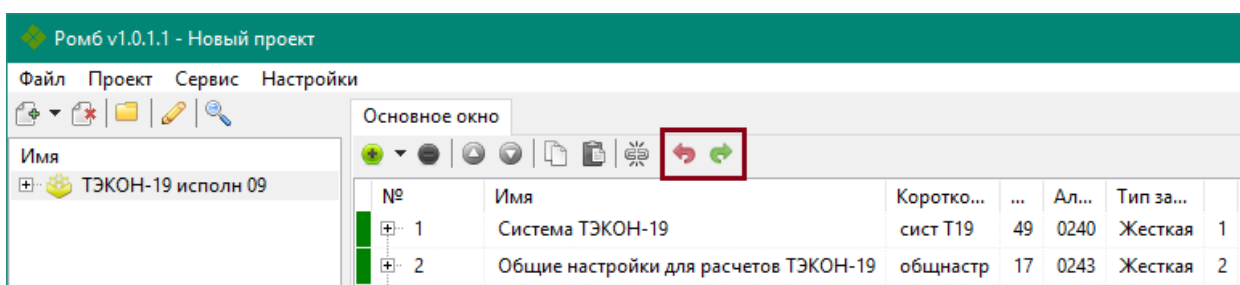 Ромб v1.0.1.1 - Новый проект
Файл Проект Сервис Настройки
Основное окно
Имя
ТЭКОН-19 исполн 09
№ Имя Коротко... ... Ал... Тип за...
1 Система ТЭКОН-19 сист Т19 49 0240 Жесткая 1
2 Общие настройки для расчетов ТЭКОН-19 общнастр 17 0243 Жесткая 2